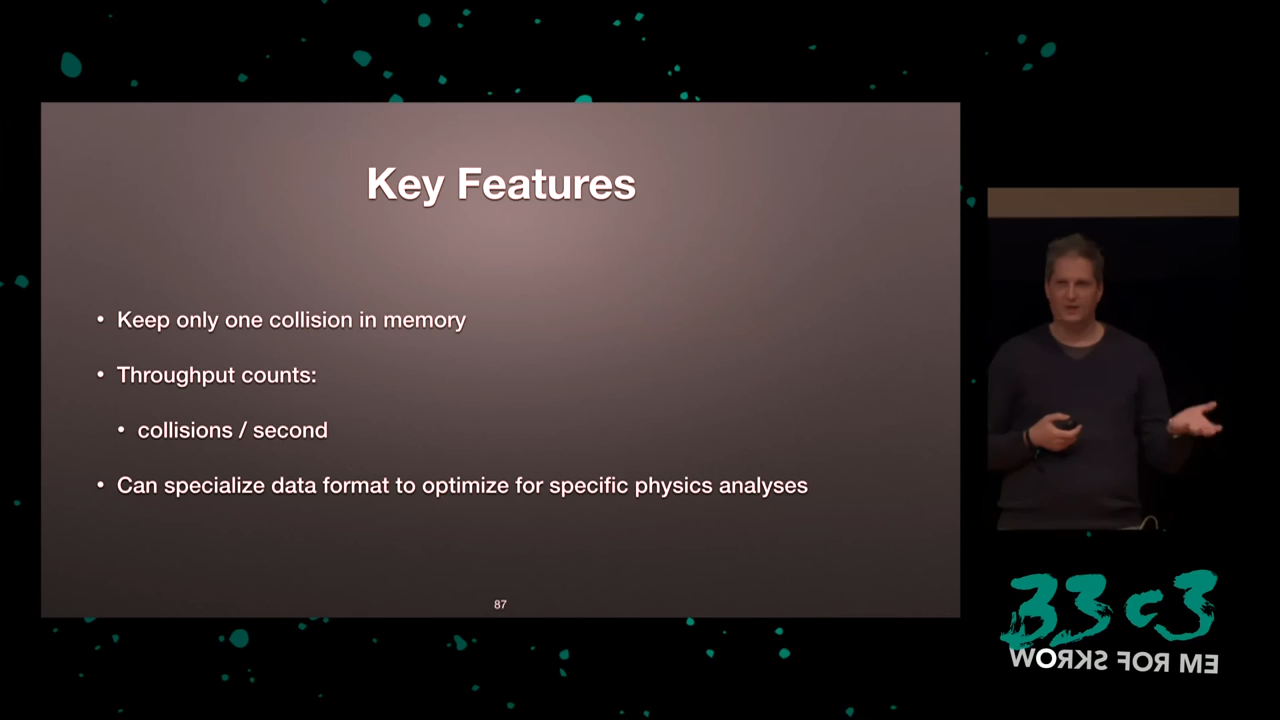 Key Features
• Keep only one collision in memory
• Throughput counts:
• collisions / second
• Can specialize data format to optimize for specific physics analyses
87
33c3
WORKS FOR ME